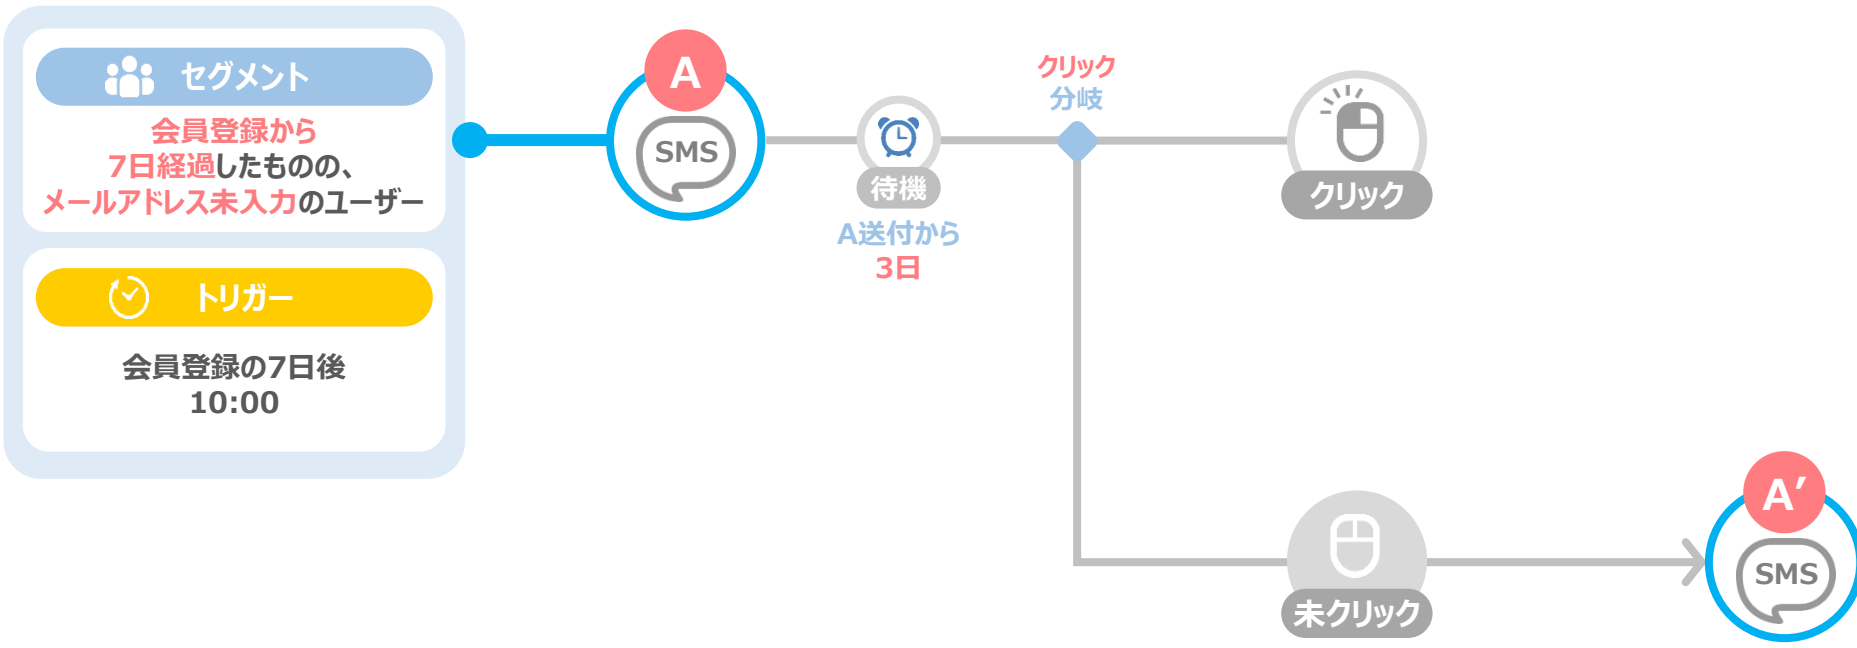 セグメント
会員登録から
7日経過したものの、
メールアドレス未入力のユーザー
トリガー
会員登録の7日後
10:00
A
SMS
待機
A送付から
3日
クリック
分岐
クリック
未クリック
A′
SMS